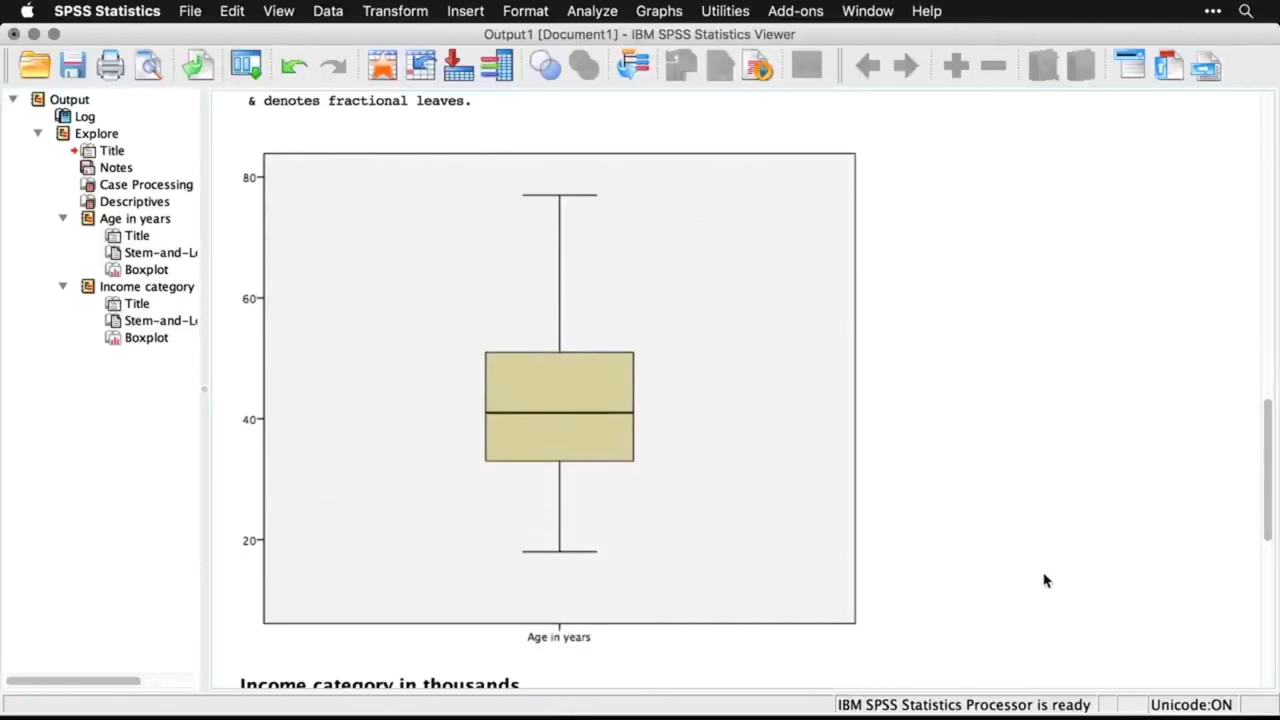 SPSS Statistics File Edit View Data Transform Insert Format Analyze Graphs Utilities Add-ons Window Help
Output1 [Document1] - IBM SPSS Statistics Viewer
Output
Log
Explore
Title
Notes
Case Processing
Descriptives
Age in years
Title
Stem-and-Le
Boxplot
Income category
Title
Stem-and-Le
Boxplot
& denotes fractional leaves.
80
60
40
20
Age in years
Income category in thousands
IBM SPSS Statistics Processor is ready Unicode:ON